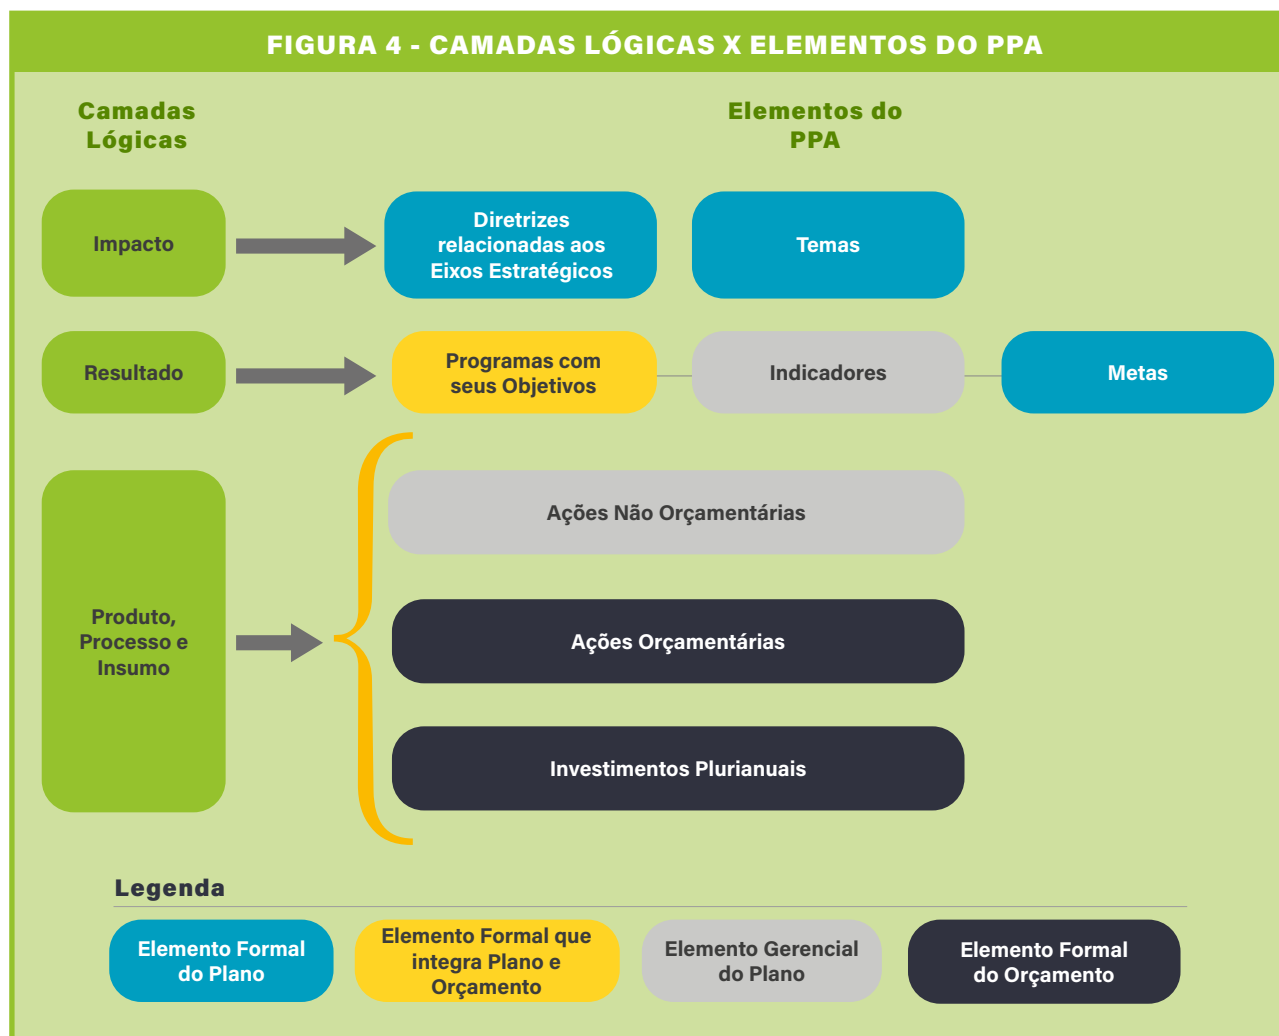 FIGURA 4 - CAMADAS LÓGICAS X ELEMENTOS DO PPA
Camadas
Lógicas
Elementos do
PPA
Impacto
Diretrizes
relacionadas aos
Eixos Estratégicos
Temas
Resultado
Programas com
seus Objetivos
Indicadores
Metas
Produto,
Processo e
Insumo
Ações Não Orçamentárias
Ações Orçamentárias
Investimentos Plurianuais
Legenda
Elemento Formal
do Plano
Elemento Formal que
integra Plano e
Orçamento
Elemento Gerencial
do Plano
Elemento Formal
do Orçamento